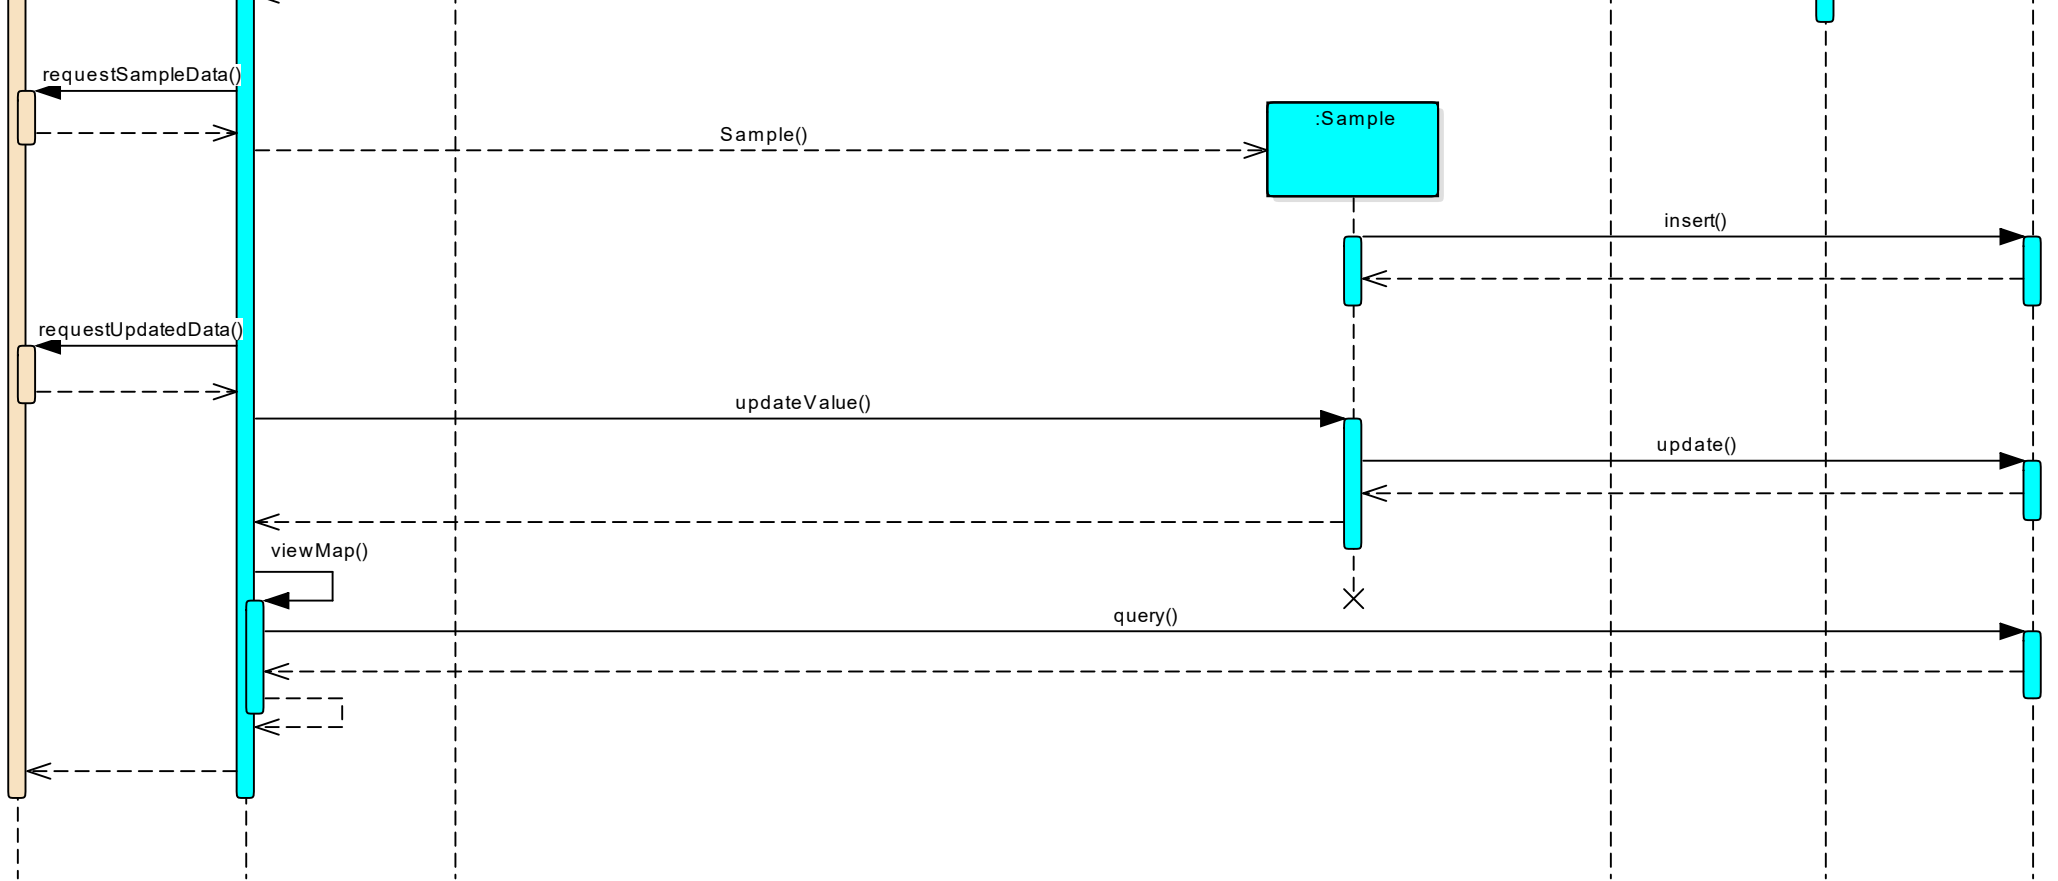 requestSampleData()
:Sample
Sample()
insert()
requestUpdatedData()
updateValue()
update()
viewMap()
query()